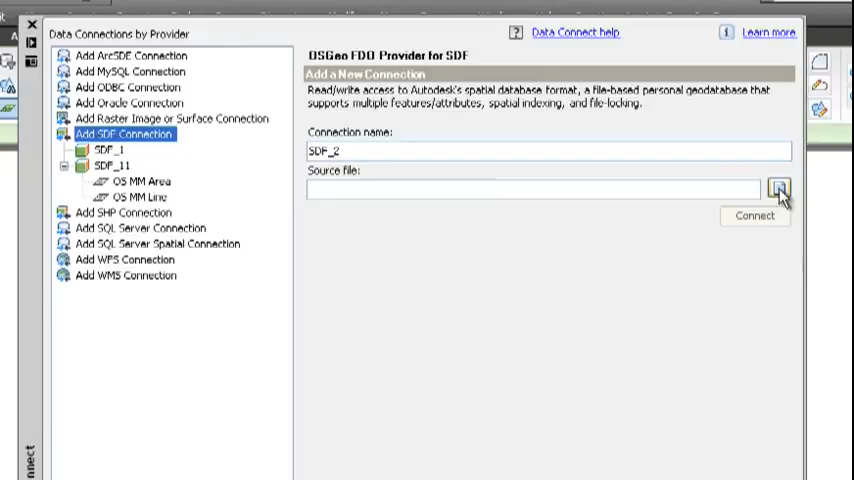 Data Connections by Provider
Data Connect help
Learn more
Add ArcSDE Connection
Add MySQL Connection
Add ODBC Connection
Add Oracle Connection
Add Raster Image or Surface Connection
Add SDF Connection
SDF_1
SDF_11
OS MM Area
OS MM Line
Add SHP Connection
Add SQL Server Connection
Add SQL Server Spatial Connection
Add WFS Connection
Add WMS Connection
OSGeo FDO Provider for SDF
Add a New Connection
Read/write access to Autodesk's spatial database format, a file-based personal geodatabase that
supports multiple features/attributes, spatial indexing, and file-locking.
Connection name:
SDF_2
Source file:
Connect